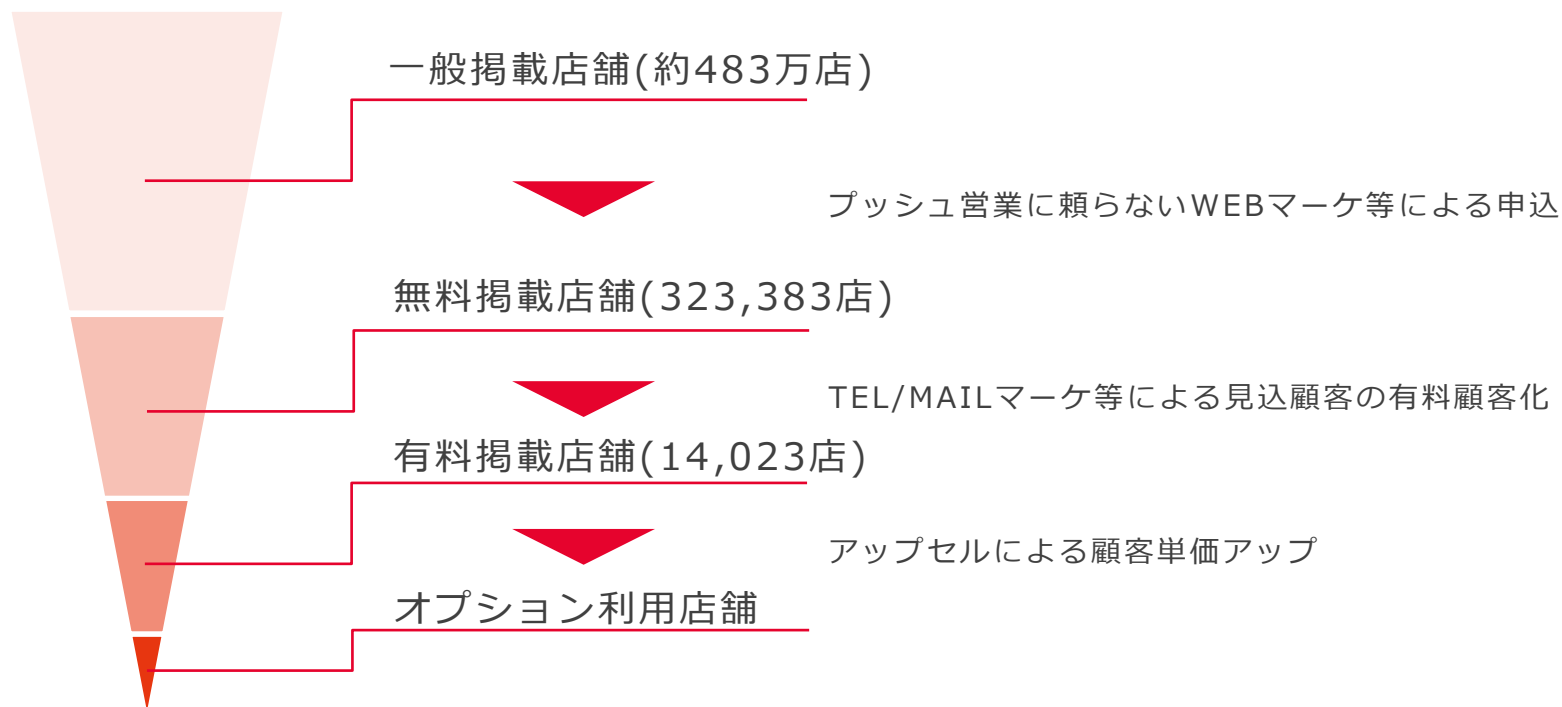 一般掲載店舗(約483万店)
プッシュ営業に頼らないWEBマーケ等による申込
無料掲載店舗(323,383店)
TEL/MAILマーケ等による見込顧客の有料顧客化
有料掲載店舗(14,023店)
アップセルによる顧客単価アップ
オプション利用店舗